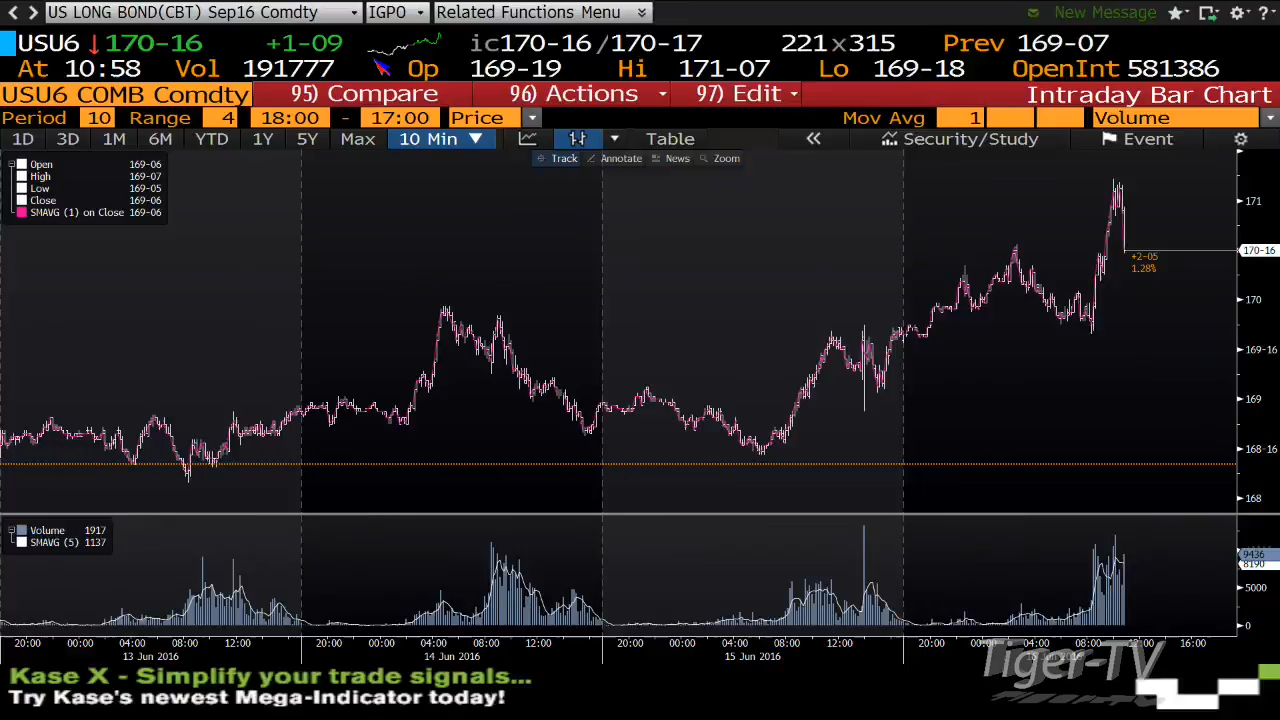 US LONG BOND(CBT) Sep16 Comdty IGPO Related Functions Menu New Message
USU6 170-16 +1-09 ic170-16/170-17 221x315 Prev 169-07
At 10:58 Vol 191777 Op 169-19 Hi 171-07 Lo 169-18 OpenInt 581386
USU6 COMB Comdty 95) Compare 96) Actions 97) Edit Intraday Bar Chart
Period 10 Range 4 18:00 - 17:00 Price Mov Avg 1 Volume
1D 3D 1M 6M YTD 1Y 5Y Max 10 Min Table Security/Study Event
Track Annotate News Zoom
Open 169-06
High 169-07
Low 169-05
Close 169-06
SMAVG (1) on Close 169-06
171
170-16
+2-05
1.28%
170
169-16
169
168-16
168
Volume 1917
SMAVG (5) 1137
9436
8190
5000
0
20:00 00:00 04:00 08:00 12:00 20:00 00:00 04:00 08:00 12:00 20:00 00:00 04:00 08:00 12:00 20:00 00:00 04:00 08:00 12:00 16:00
13 Jun 2016 14 Jun 2016 15 Jun 2016 16 Jun 2016
Kase X - Simplify your trade signals...
Try Kase's newest Mega-Indicator today!
Tiger-TV